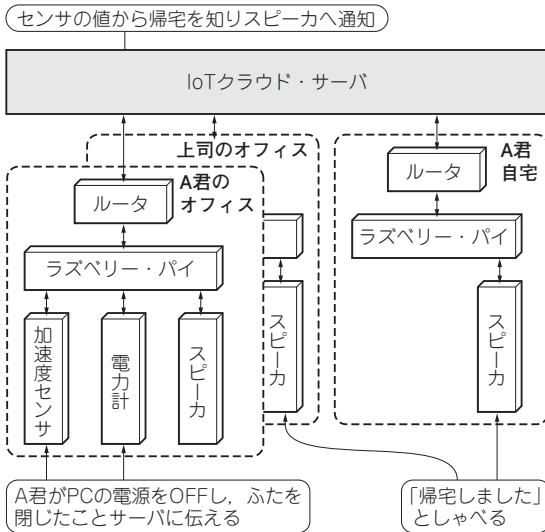 センサの値から帰宅を知りスピーカへ通知
IoTクラウド・サーバ
上司のオフィス
A君の
オフィス
ルータ
ラズベリー・パイ
加速度センサ
電力計
スピーカ
スピーカ
A君
自宅
ルータ
ラズベリー・パイ
スピーカ
A君がPCの電源をOFFし，ふたを
閉じたことサーバに伝える
「帰宅しました」
としゃべる